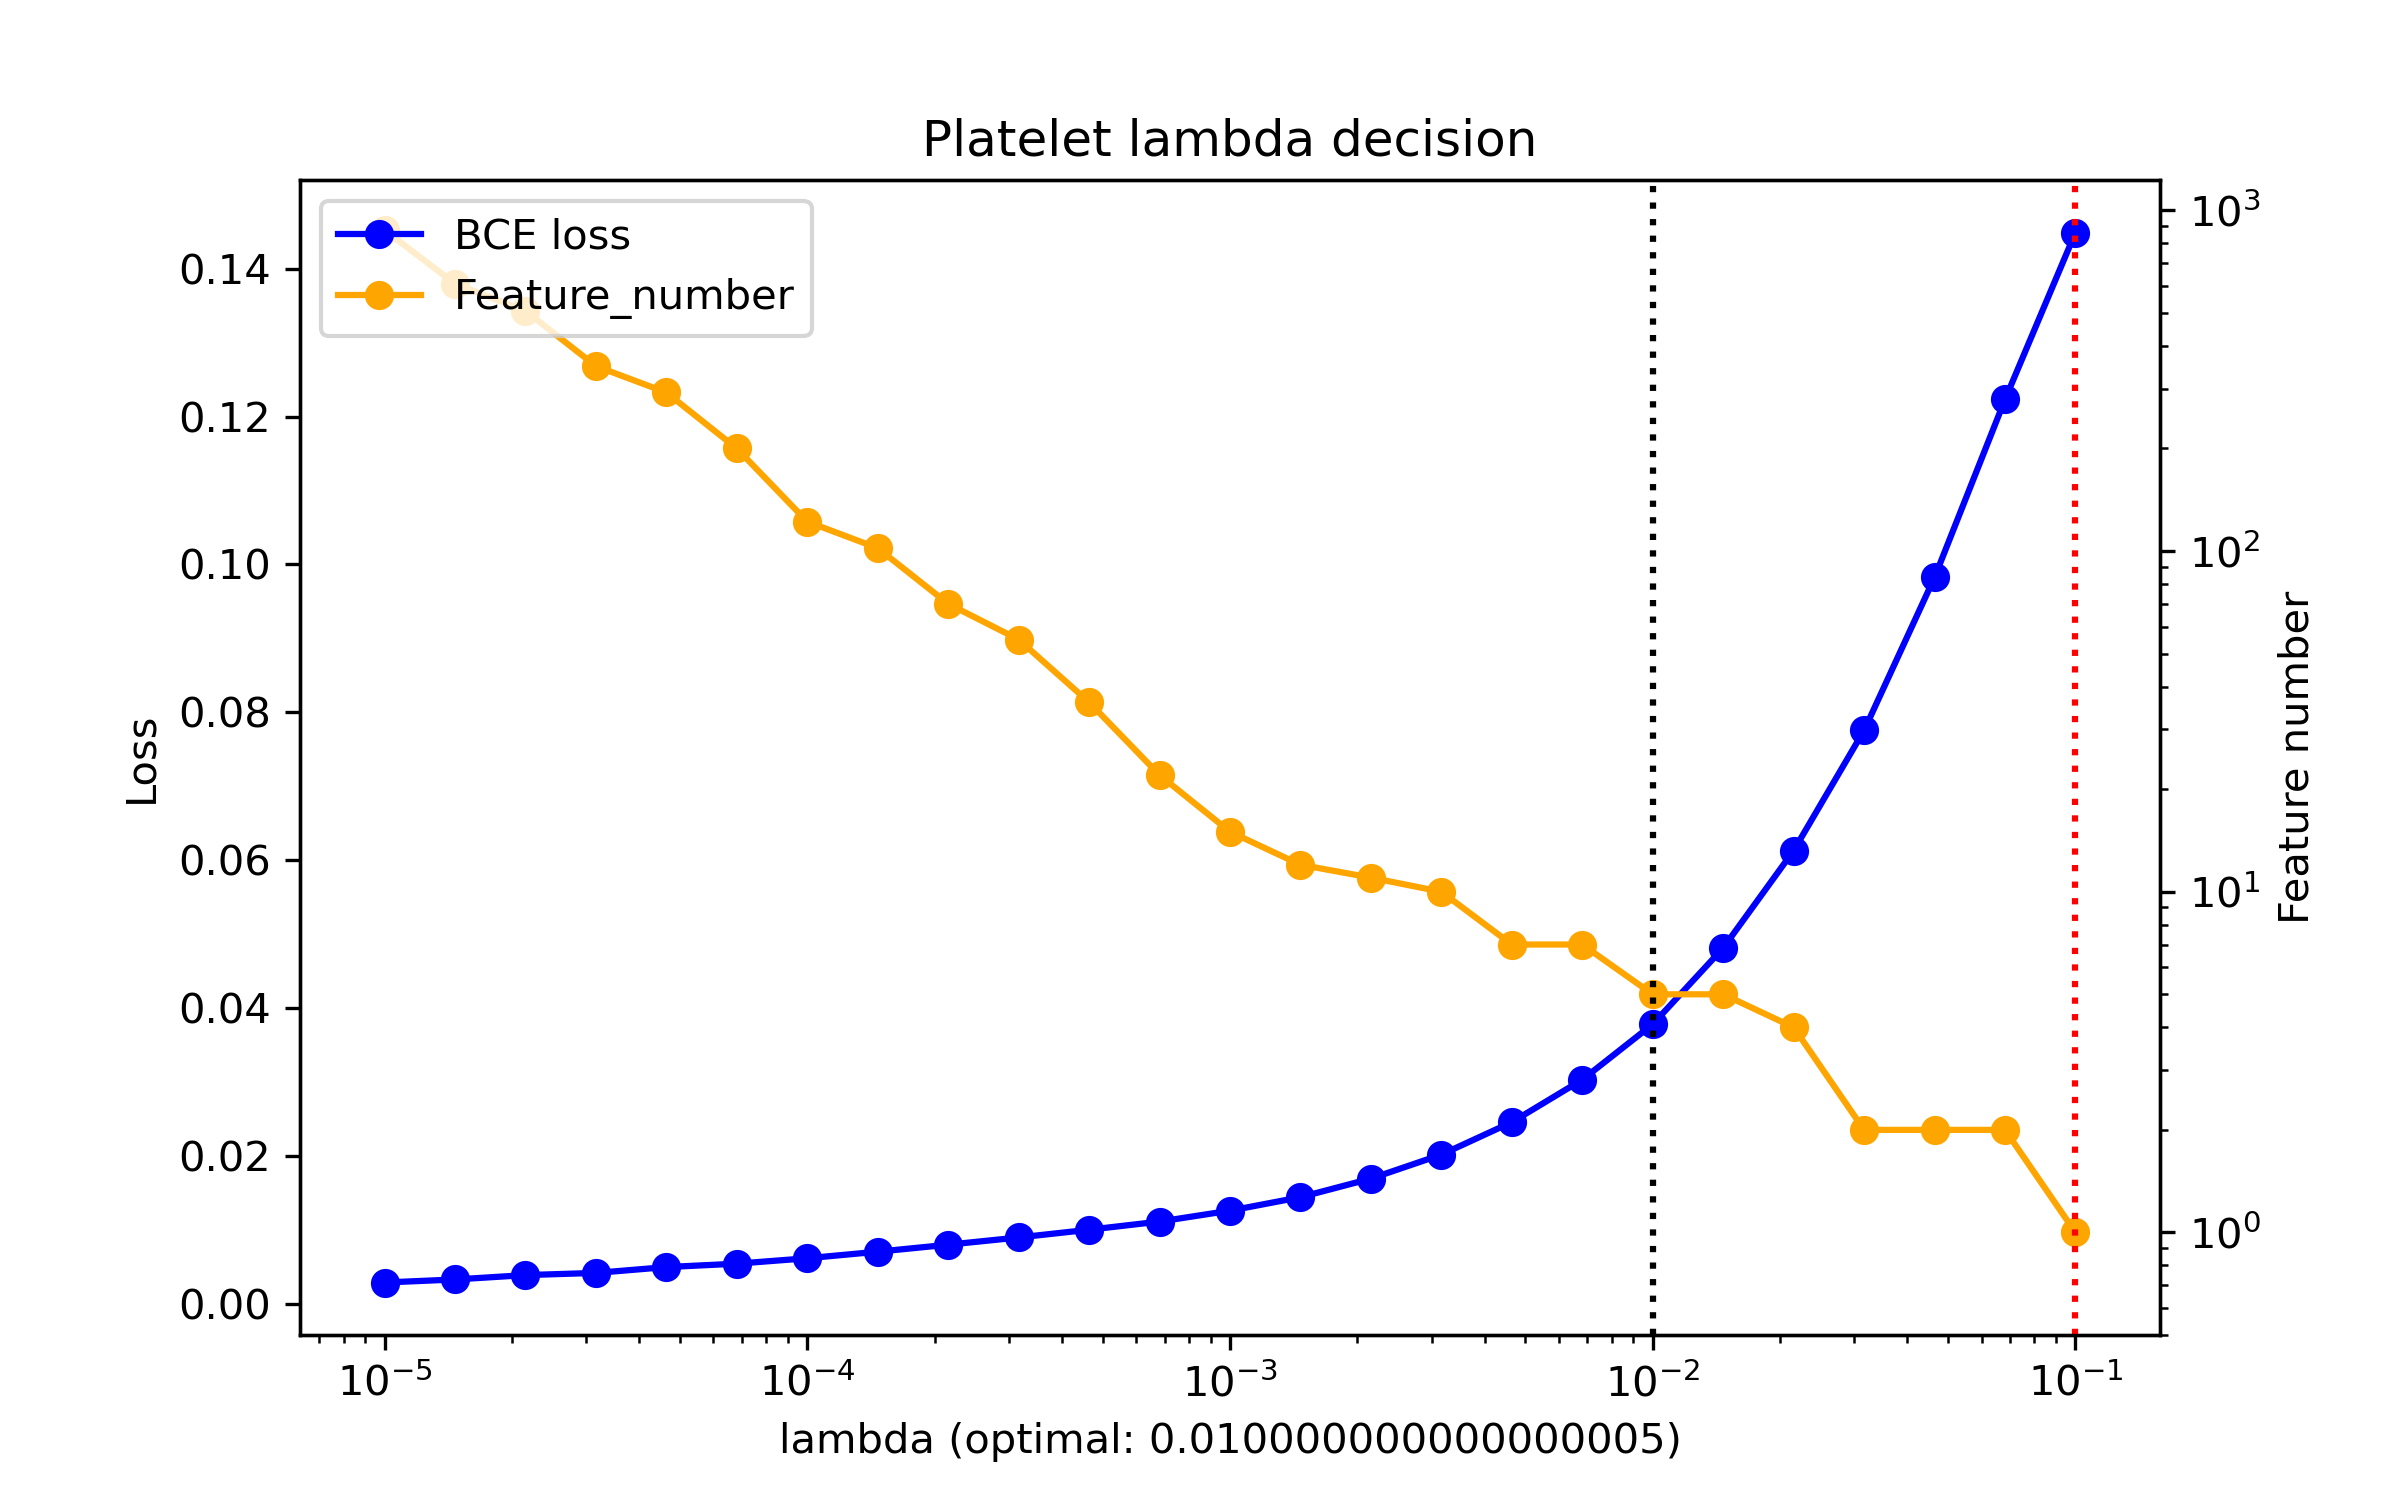 Platelet lambda decision
BCE loss
Feature_number
0.14
0.12
0.10
0.08
0.06
0.04
0.02
0.00
Loss
10³
10²
10¹
10⁰
Feature number
10⁻⁵ 10⁻⁴ 10⁻³ 10⁻² 10⁻¹
lambda (optimal: 0.010000000000000005)